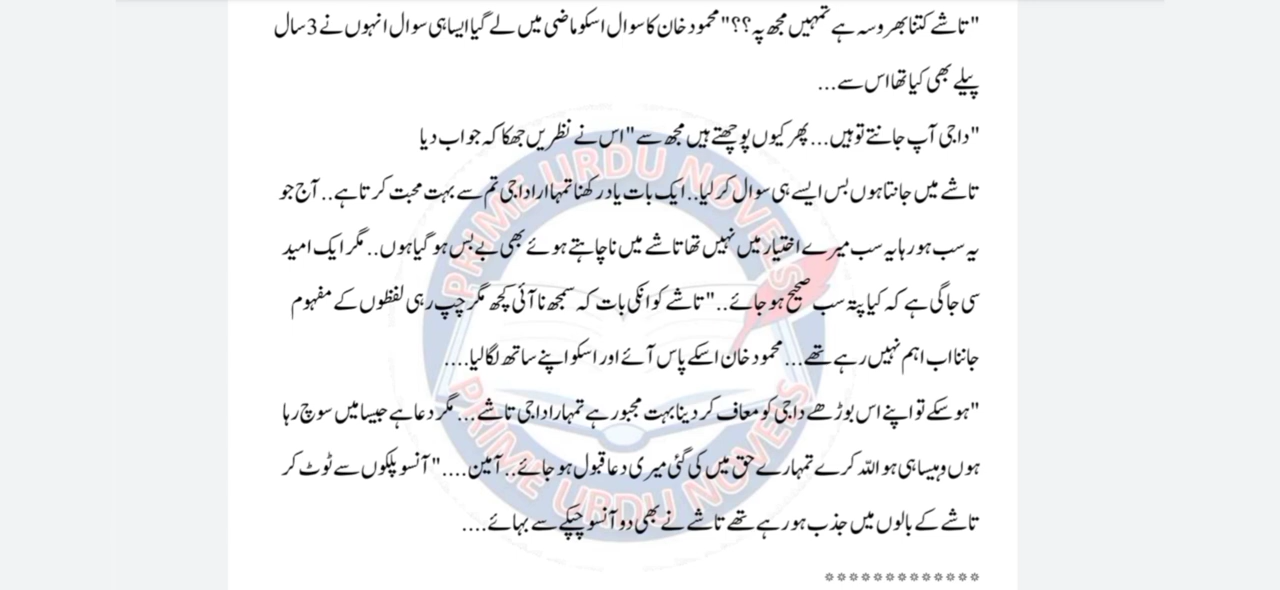 "تاشے کتنا بھروسہ ہے تمہیں مجھ پہ؟؟" محمود خان کا سوال اسکو ماضی میں لے گیا ایسا ہی سوال انہوں نے 3 سال
پہلے بھی کیا تھا اس سے...
"داجی آپ جانتے تو ہیں... پھر کیوں پوچھتے ہیں مجھ سے" اس نے نظریں جھکا کہ جواب دیا
تاشے میں جانتا ہوں بس ایسے ہی سوال کر لیا.. ایک بات یاد رکھنا تمہاارا داجی تم سے بہت محبت کرتا ہے.. آج جو
یہ سب ہو رہا یہ سب میرے اختیار میں نہیں تھا تاشے میں نا چاہتے ہوئے بھی بے بس ہو گیا ہوں.. مگر ایک امید
سی جاگی ہے کہ کیا پتہ سب صحیح ہو جائے.." تاشے کو انکی بات کہ سمجھ نا آئی کچھ مگر چپ رہی لفظوں کے مفہوم
جاننا اب اہم نہیں رہے تھے... محمود خان اسکے پاس آئے اور اسکو اپنے ساتھ لگا لیا....
"ہو سکے تو اپنے اس بوڑھے داجی کو معاف کر دینا بہت مجبور ہے تمہارا داجی تاشے... مگر دعا ہے جیسا میں سوچ رہا
ہوں ویسا ہی ہو اللہ کرے تمہارے حق میں کی گئی میری دعا قبول ہو جائے.. آمین...." آنسو پلکوں سے ٹوٹ کر
تاشے کے بالوں میں جذب ہو رہے تھے تاشے نے بھی دو آنسو چپکے سے بہائے....
*************
PRIME URDU NOVELS
PRIME URDU NOVELS